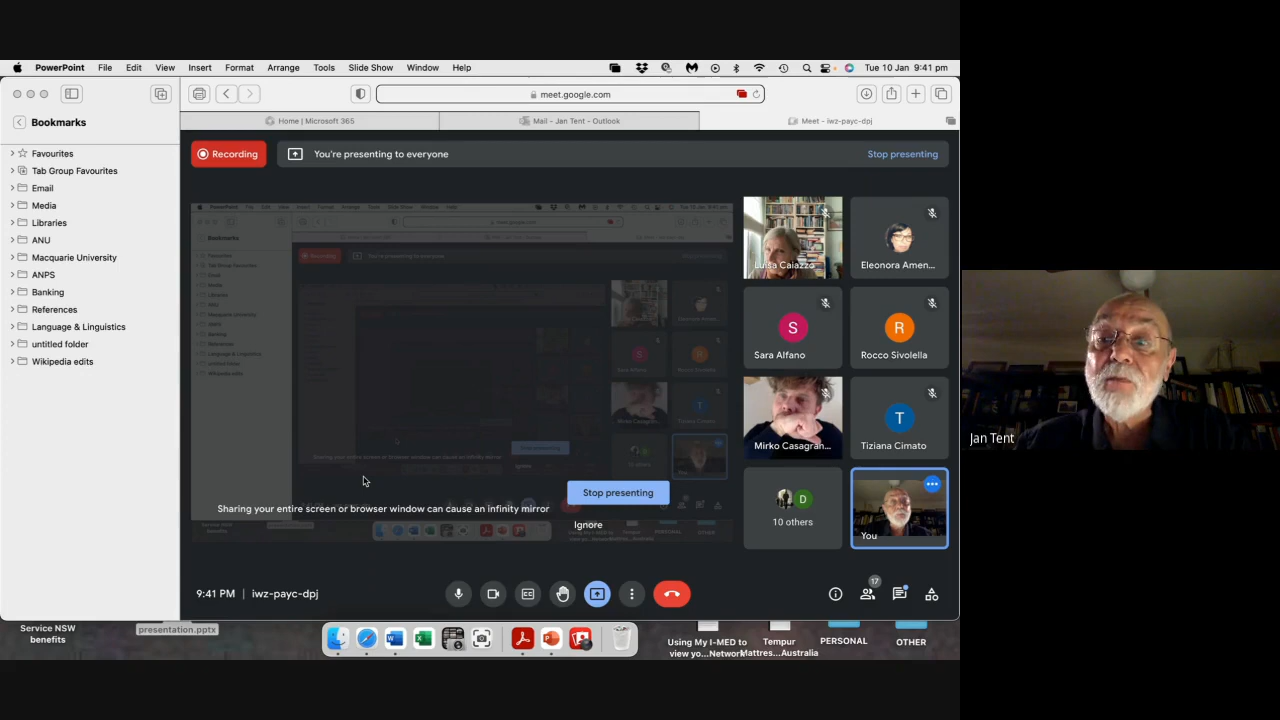 PowerPoint File Edit View Insert Format Arrange Tools Slide Show Window Help Tue 10 Jan 9:41 pm
meet.google.com
Bookmarks
Home | Microsoft 365
Mail - Jan Tent - Outlook
Meet - iwz-payc-dpj
Favourites
Tab Group Favourites
Email
Media
Libraries
ANU
Macquarie University
ANPS
Banking
References
Language & Linguistics
untitled folder
Wikipedia edits
Recording
You're presenting to everyone
Stop presenting
Luisa Caiazzo
Eleonora Amen...
S
Sara Alfano
R
Rocco Sivolella
Mirko Casagran...
T
Tiziana Cimato
D
10 others
You
Stop presenting
Sharing your entire screen or browser window can cause an infinity mirror
Ignore
9:41 PM | iwz-payc-dpj
17
Service NSW
benefits
presentation.pptx
Using My I-MED to
view yo...Network
Tempur
Mattres...Australia
PERSONAL
OTHER
Jan Tent